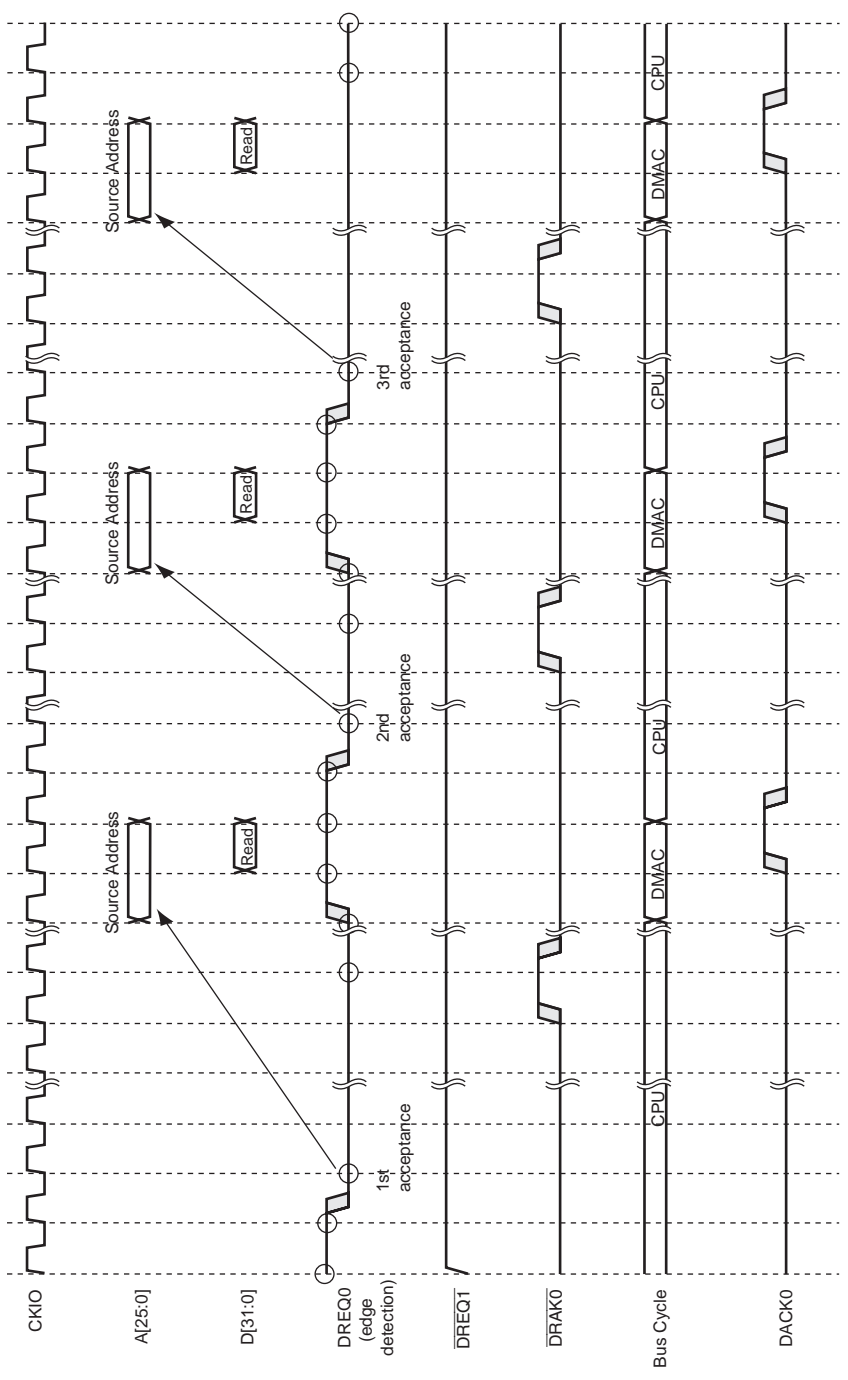 CKIO
Source Address
Source Address
Source Address
A[25:0]
D[31:0]
Read
Read
Read
DREQ0
(edge
detection)
1st
acceptance
2nd
acceptance
3rd
acceptance
DREQ1
DRAK0
Bus Cycle
CPU
DMAC
CPU
DMAC
CPU
DMAC
CPU
DACK0